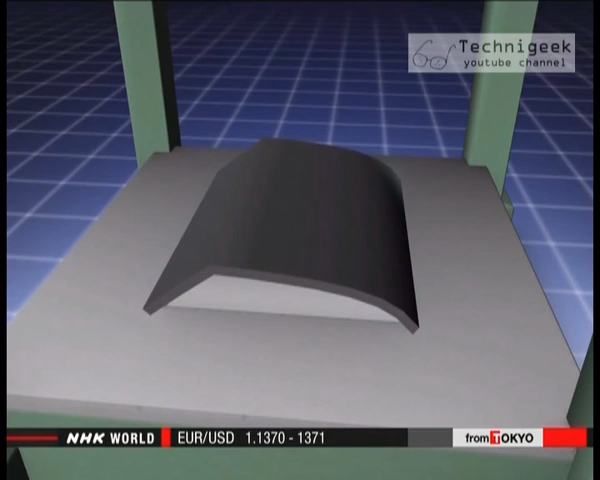 Technigeek
youtube channel
NHK WORLD EUR/USD 1.1370 - 1371 from TOKYO